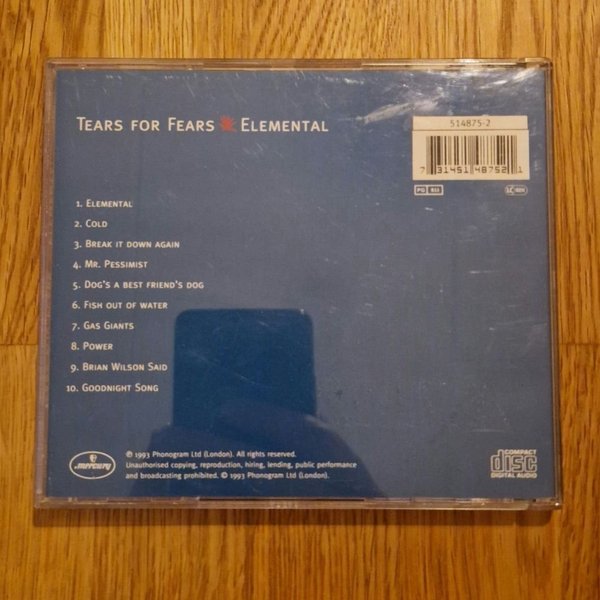 TEARS FOR FEARS ELEMENTAL
514875-2
7 31451 48752 1
PG 833
1. ELEMENTAL
2. COLD
3. BREAK IT DOWN AGAIN
4. MR. PESSIMIST
5. DOG'S A BEST FRIEND'S DOG
6. FISH OUT OF WATER
7. GAS GIANTS
8. POWER
9. BRIAN WILSON SAID
10. GOODNIGHT SONG
mercury
℗ 1993 Phonogram Ltd (London). All rights reserved.
Unauthorised copying, reproduction, hiring, lending, public performance
and broadcasting prohibited. © 1993 Phonogram Ltd (London).
COMPACT
disc
DIGITAL AUDIO